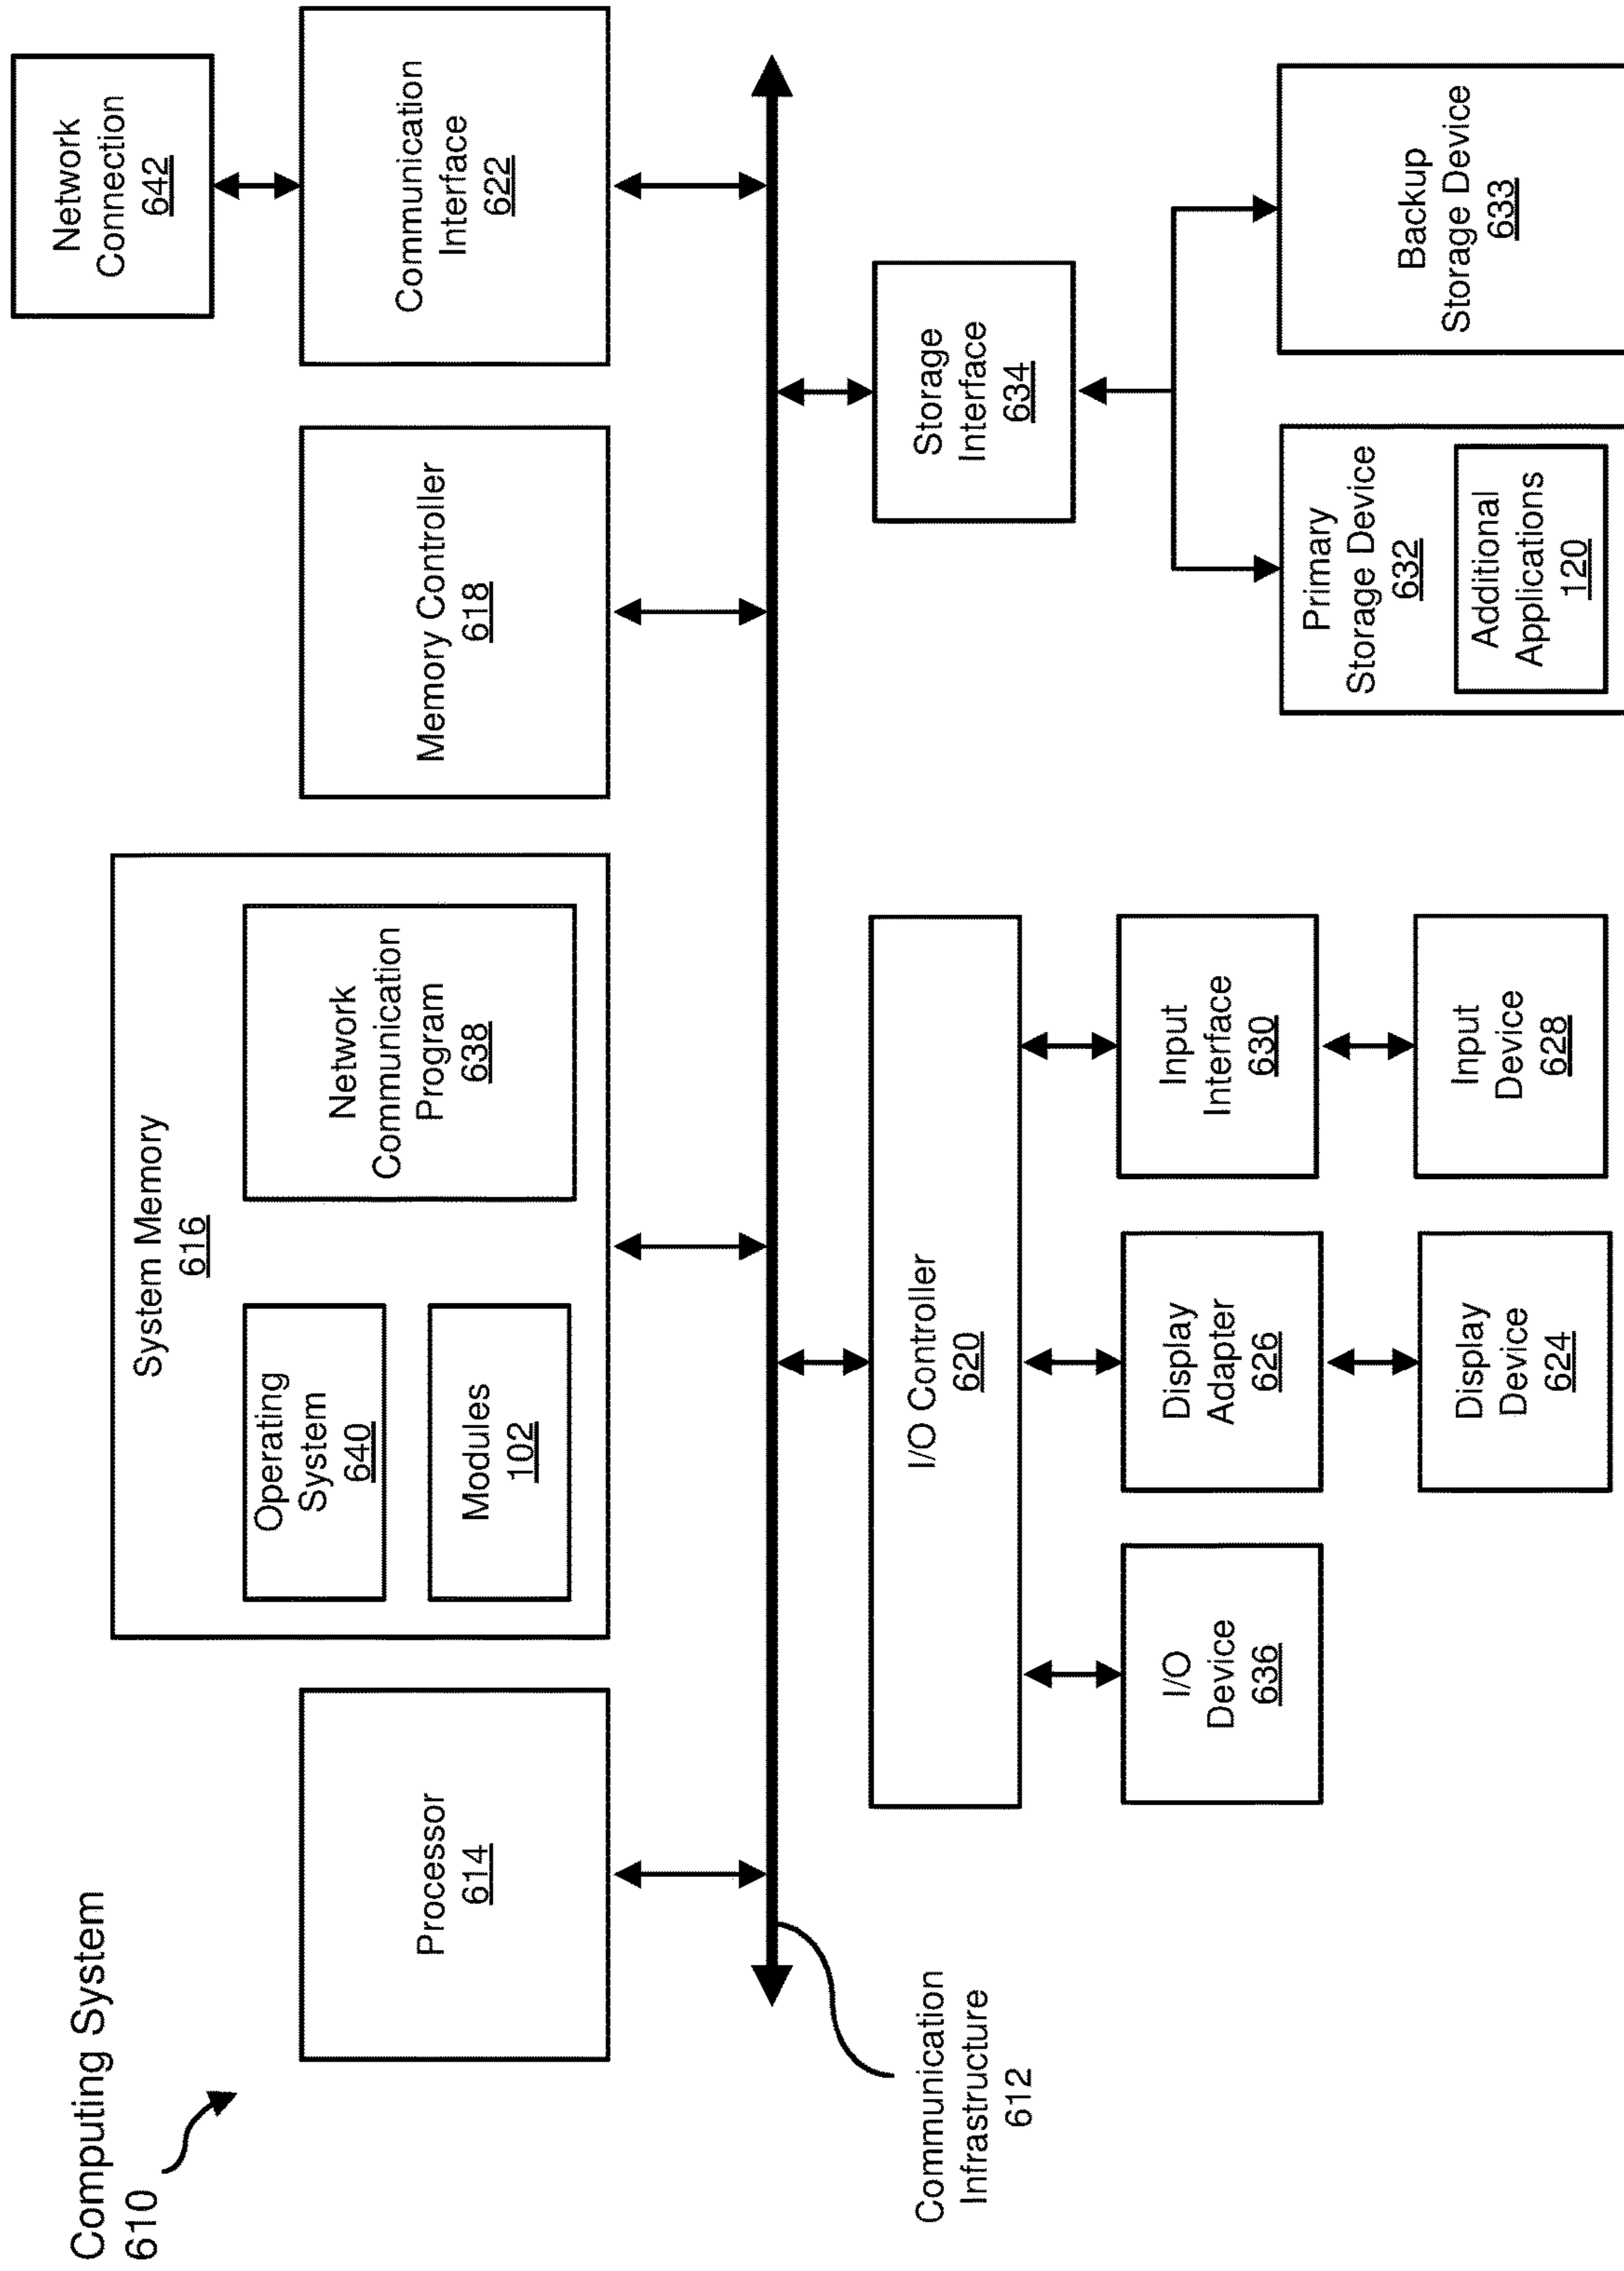 Computing System
610
Processor
614
System Memory
616
Operating
System
640
Modules
102
Network
Communication
Program
638
Memory Controller
618
Network
Connection
642
Communication
Interface
622
Communication
Infrastructure
612
I/O Controller
620
Storage
Interface
634
I/O
Device
636
Display
Adapter
626
Input
Interface
630
Display
Device
624
Input
Device
628
Primary
Storage Device
632
Additional
Applications
120
Backup
Storage Device
633